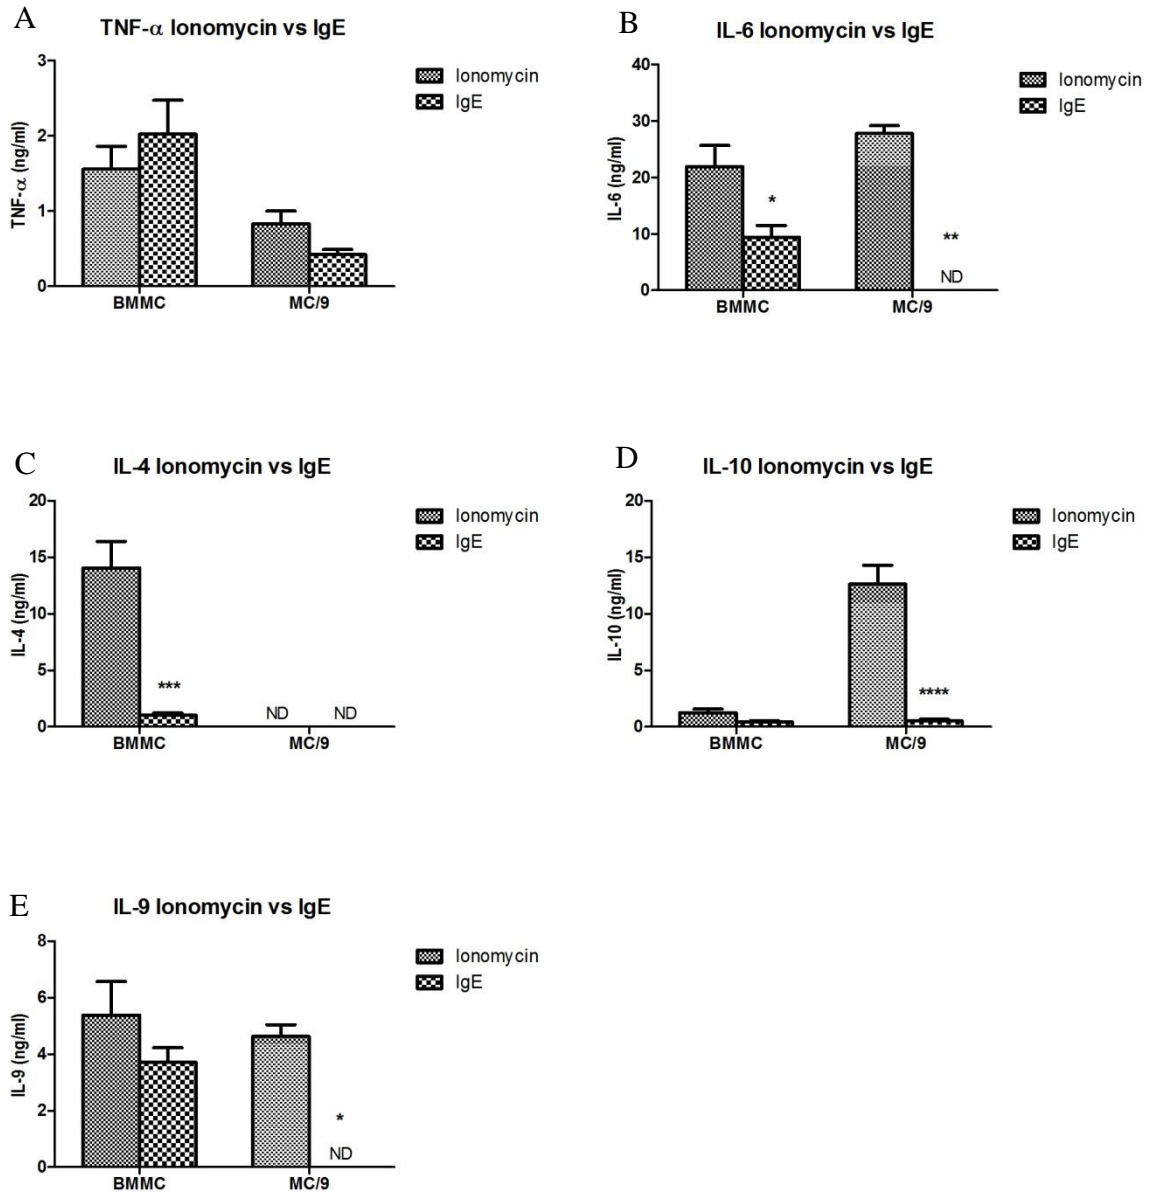 A
TNF-α Ionomycin vs IgE
3
2
1
0
TNF-α (ng/ml)
BMMC
MC/9
Ionomycin
IgE
B
IL-6 Ionomycin vs IgE
40
30
20
10
0
IL-6 (ng/ml)
*
**
ND
BMMC
MC/9
Ionomycin
IgE
C
IL-4 Ionomycin vs IgE
20
15
10
5
0
IL-4 (ng/ml)
***
ND ND
BMMC
MC/9
Ionomycin
IgE
D
IL-10 Ionomycin vs IgE
20
15
10
5
0
IL-10 (ng/ml)
****
BMMC
MC/9
Ionomycin
IgE
E
IL-9 Ionomycin vs IgE
8
6
4
2
0
IL-9 (ng/ml)
*
ND
BMMC
MC/9
Ionomycin
IgE